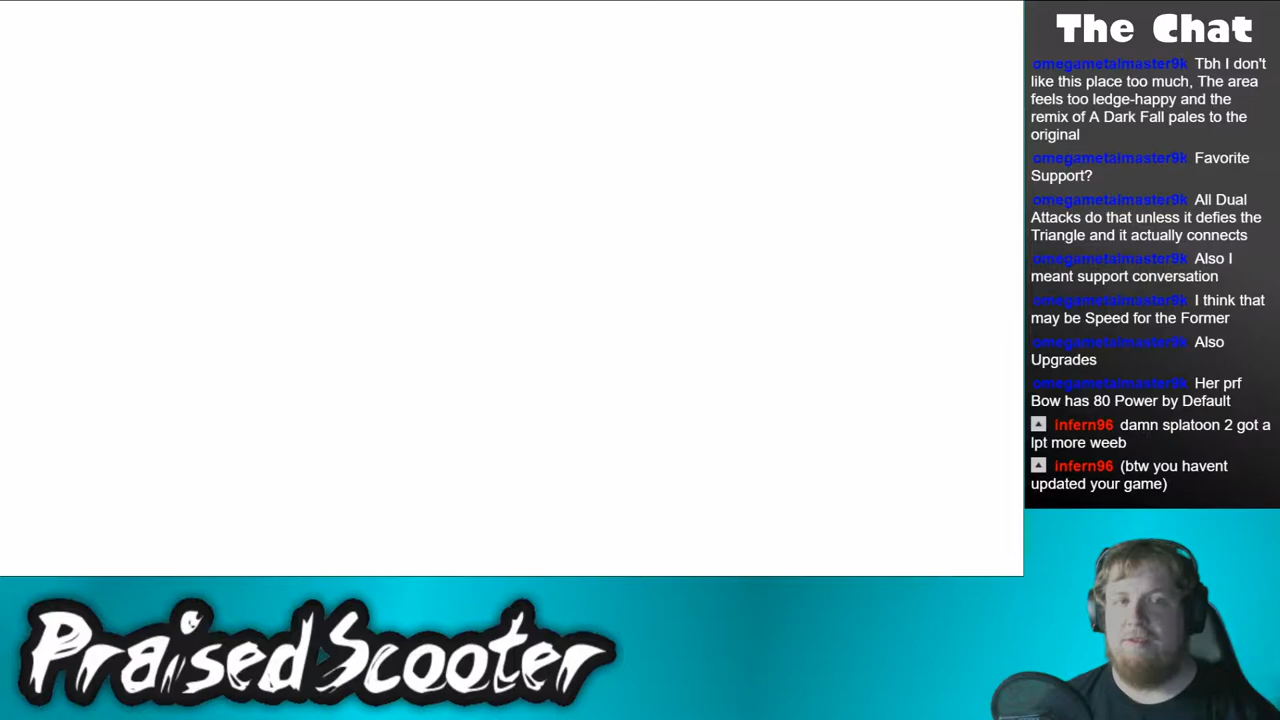 The Chat
omegametalmaster9k Tbh I don't
like this place too much, The area
feels too ledge-happy and the
remix of A Dark Fall pales to the
original
omegametalmaster9k Favorite
Support?
omegametalmaster9k All Dual
Attacks do that unless it defies the
Triangle and it actually connects
omegametalmaster9k Also I
meant support conversation
omegametalmaster9k I think that
may be Speed for the Former
omegametalmaster9k Also
Upgrades
omegametalmaster9k Her prf
Bow has 80 Power by Default
infern96 damn splatoon 2 got a
lpt more weeb
infern96 (btw you havent
updated your game)
PraisedScooter